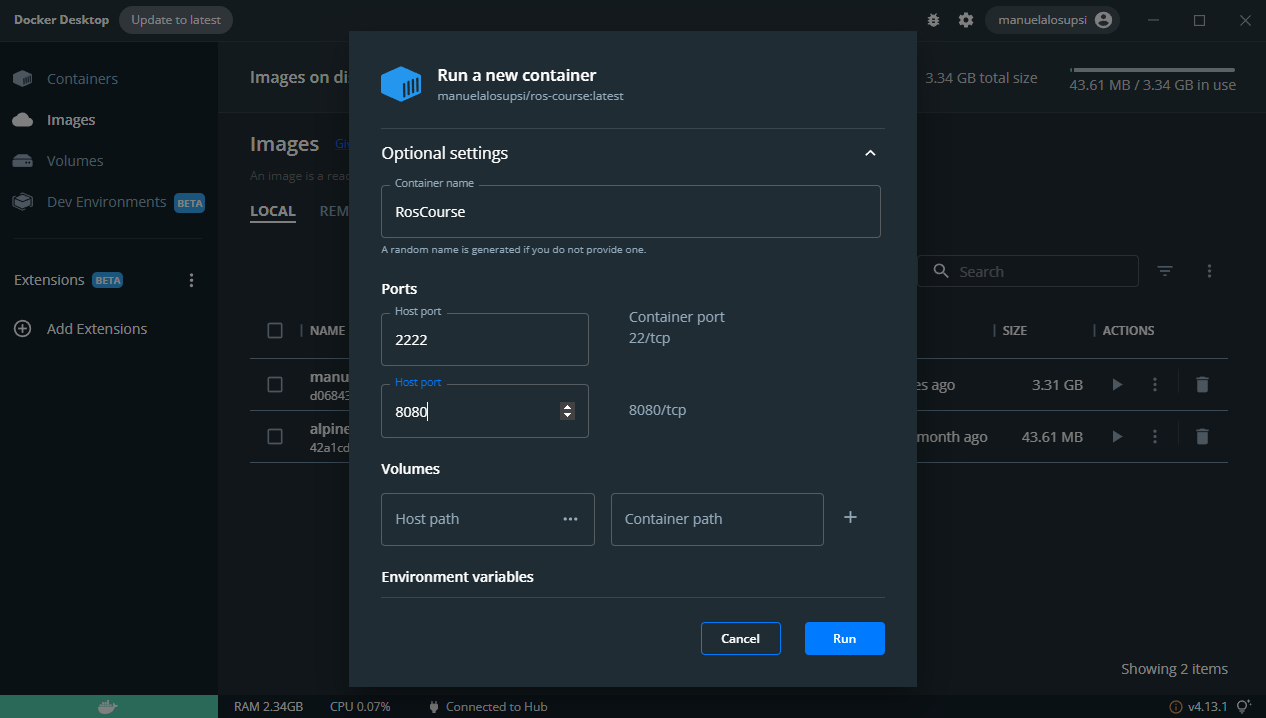 Docker Desktop
Update to latest
manuelalosupsi
Containers
Images
Volumes
Dev Environments BETA
Extensions BETA
Add Extensions
Images on di
3.34 GB total size
43.61 MB / 3.34 GB in use
Images Gi
An image is a read
LOCAL REM
Search
NAME SIZE ACTIONS
manu
d06843
es ago 3.31 GB
alpine
42a1cd
month ago 43.61 MB
Showing 2 items
Run a new container
manuelalosupsi/ros-course:latest
Optional settings
Container name
RosCourse
A random name is generated if you do not provide one.
Ports
Host port
2222
Container port
22/tcp
Host port
8080
8080/tcp
Volumes
Host path ••• Container path +
Environment variables
Cancel Run
RAM 2.34GB CPU 0.07% Connected to Hub v4.13.1